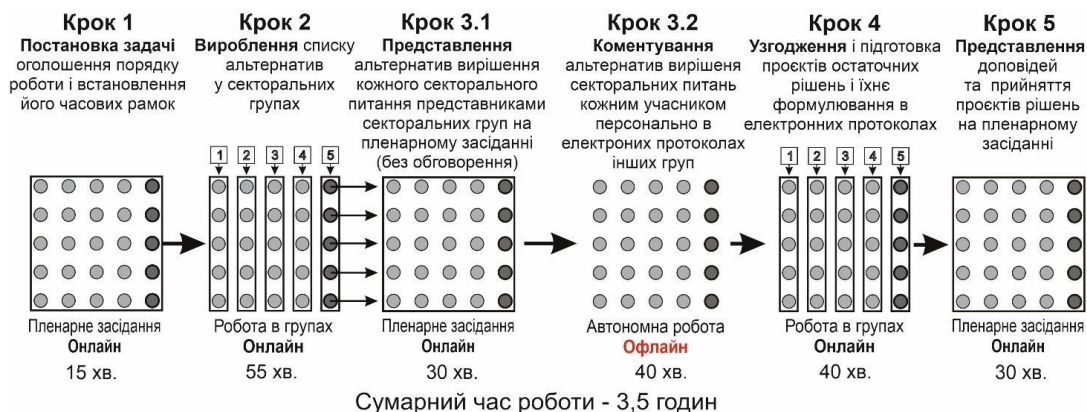 Крок 1
Постановка задачі
оголошення порядку
роботи і встановлення
його часових рамок
Пленарне засідання
Онлайн
15 хв.
Крок 2
Вироблення списку
альтернатив
у секторальних
групах
1 2 3 4 5
Робота в групах
Онлайн
55 хв.
Крок 3.1
Представлення
альтернатив вирішення
кожного секторального
питання представниками
секторальних груп на
пленарному засіданні
(без обговорення)
Пленарне засідання
Онлайн
30 хв.
Крок 3.2
Коментування
альтернатив вирішеня
секторальних питань
кожним учасником
персонально в
електроних протоколах
інших груп
Автономна робота
Офлайн
40 хв.
Крок 4
Узгодження і підготовка
проєктів остаточних
рішень і їхнє
формулювання в
електронних протоколах
1 2 3 4 5
Робота в групах
Онлайн
40 хв.
Крок 5
Представлення
доповідей
та прийняття
проєктів рішень
на пленарному
засіданні
Пленарне засідання
Онлайн
30 хв.
Сумарний час роботи - 3,5 годин